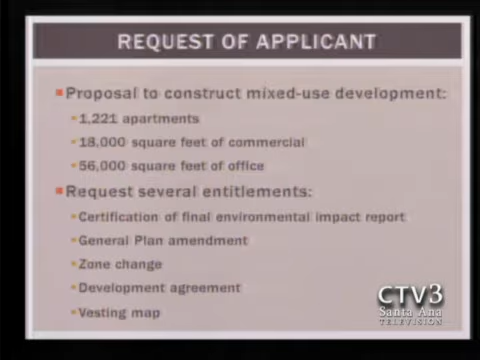 REQUEST OF APPLICANT
Proposal to construct mixed-use development:
1,221 apartments
18,000 square feet of commercial
56,000 square feet of office
Request several entitlements:
Certification of final environmental impact report
General Plan amendment
Zone change
Development agreement
Vesting map
CTV3
Santa Ana
TELEVISION